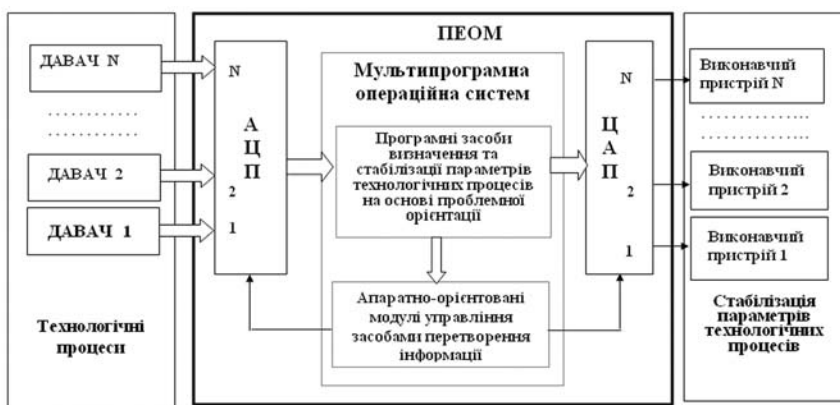 ПЕОМ
ДАВАЧ N
....................
....................
ДАВАЧ 2
ДАВАЧ 1
Технологічні
процеси
N
А
Ц
П
2
1
Мультипрограмна
операційна систем
Програмні засоби
визначення та
стабілізації параметрів
технологічних процесів
на основі проблемної
орієнтації
Апаратно-орієнтовані
модулі управління
засобами перетворення
інформації
N
Ц
А
П
2
1
Виконавчий
пристрій N
....................
....................
Виконавчий
пристрій 2
Виконавчий
пристрій 1
Стабілізація
параметрів
технологічних
процесів